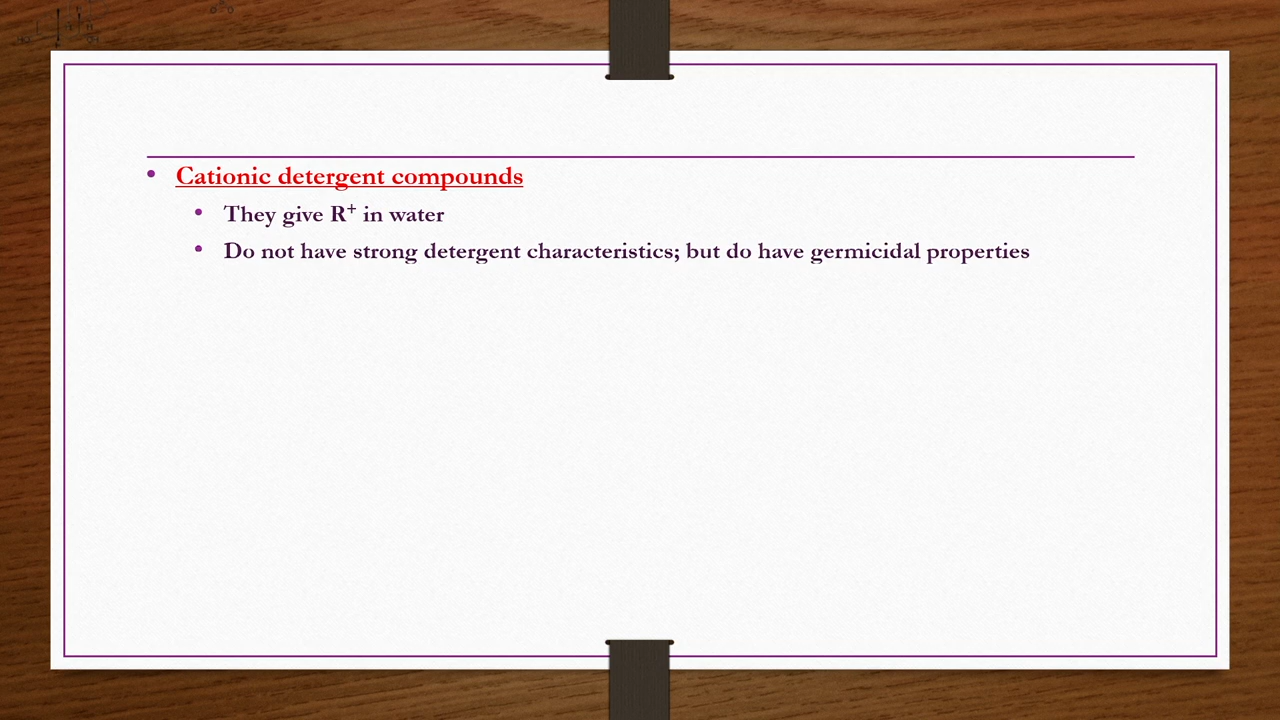 • Cationic detergent compounds
• They give R⁺ in water
• Do not have strong detergent characteristics; but do have germicidal properties